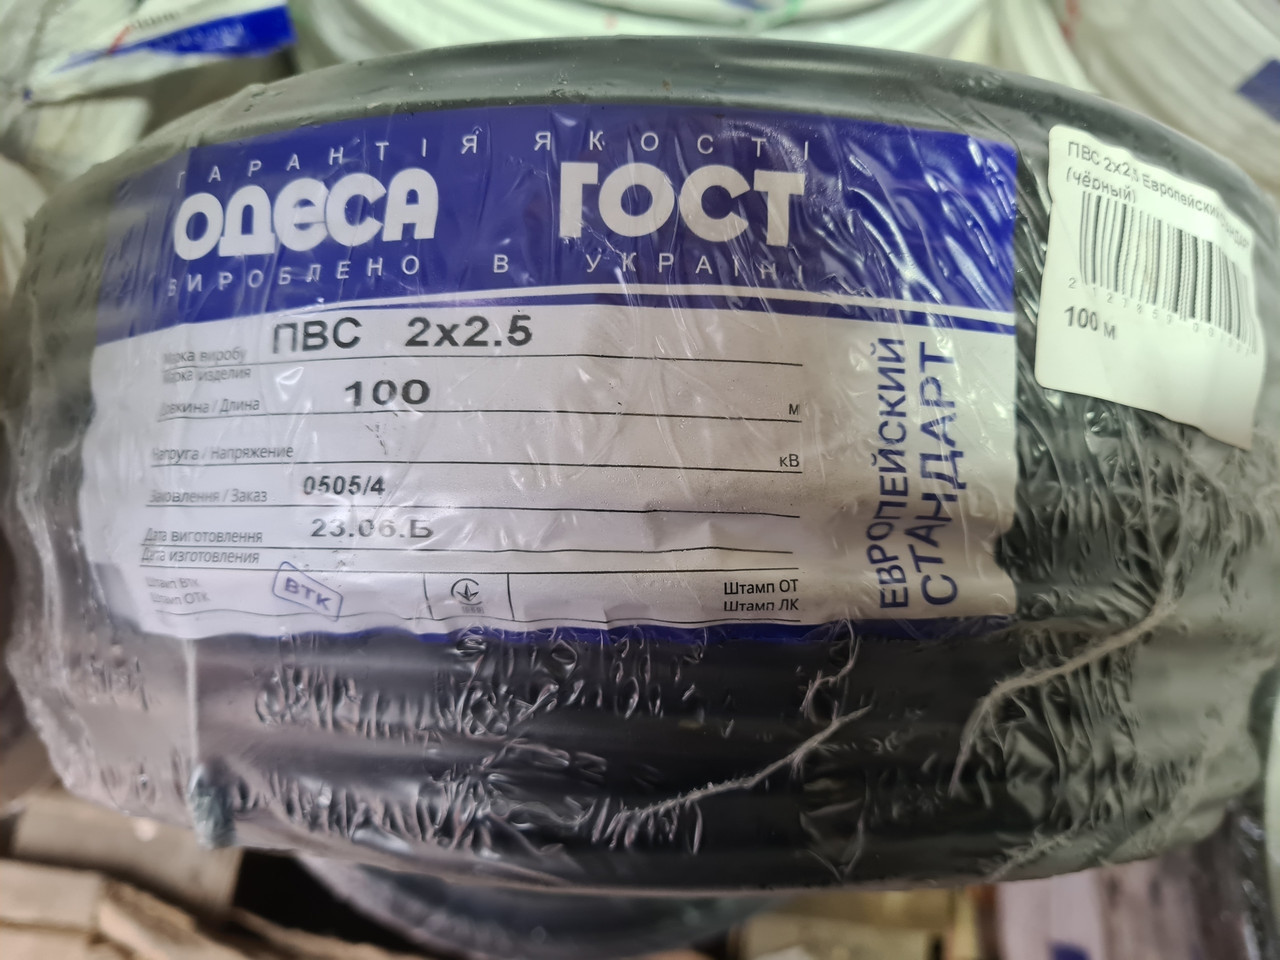 ГАРАНТІЯ ЯКОСТІ
ОДЕСА ГОСТ
ВИРОБЛЕНО В УКРАЇНІ
Марка виробу ПВС 2x2.5
Марка изделия
Довжина / Длина 100 м
Напруга / Напряжение кВ
Замовлення / Заказ 0505/4
Дата виготовлення 23.06.Б
Дата изготовления
Штамп ВТК ВТК Штамп ОТ
Штамп ОТК Штамп ЛК
ЕВРОПЕЙСКИЙ
СТАНДАРТ
ПВС 2x2,5 Европейский
(чёрный)
100 м